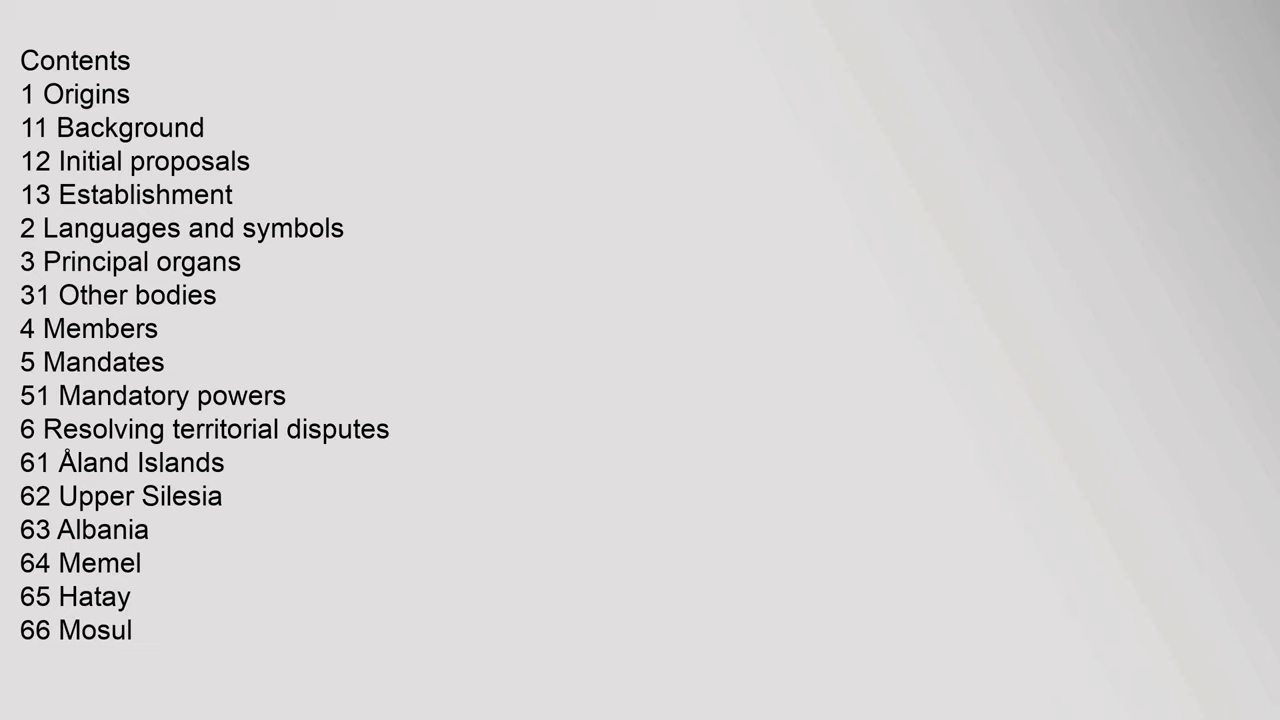 Contents
1 Origins
11 Background
12 Initial proposals
13 Establishment
2 Languages and symbols
3 Principal organs
31 Other bodies
4 Members
5 Mandates
51 Mandatory powers
6 Resolving territorial disputes
61 Åland Islands
62 Upper Silesia
63 Albania
64 Memel
65 Hatay
66 Mosul